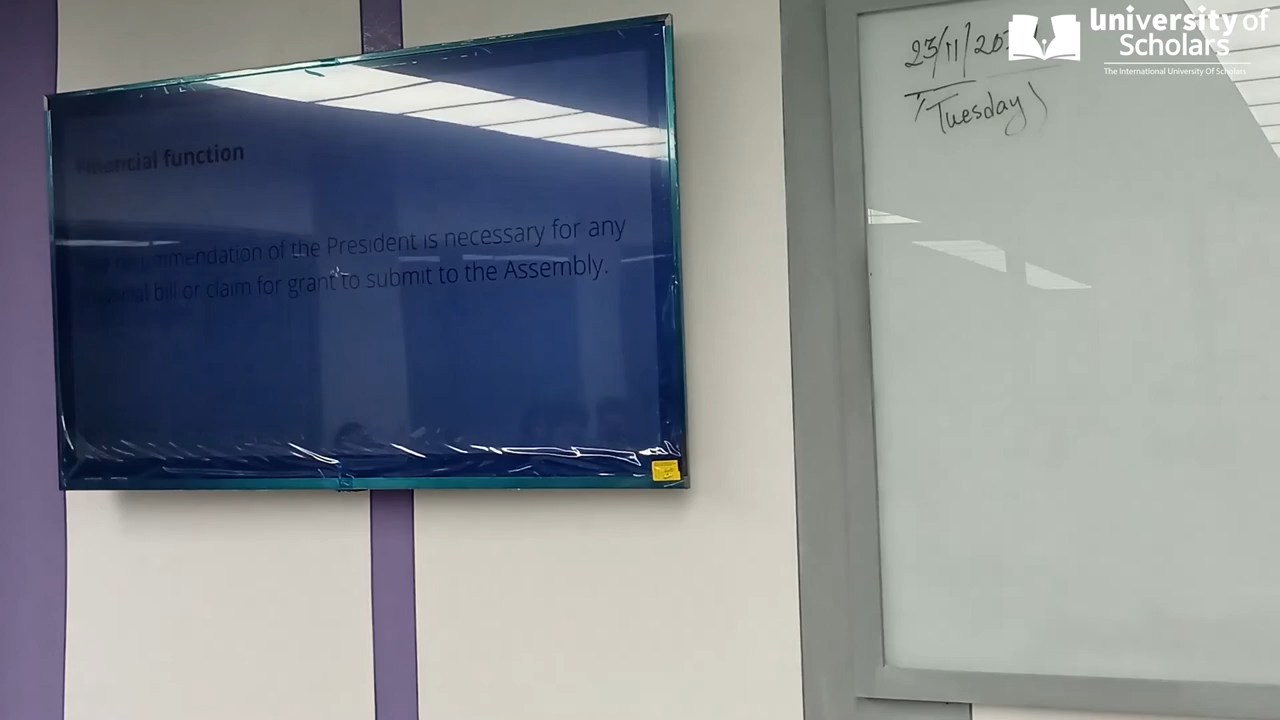 Financial function
recommendation of the President is necessary for any
bill or claim for grant to submit to the Assembly.
23/11/20
(Tuesday)
University of
Scholars
The International University Of Scholars